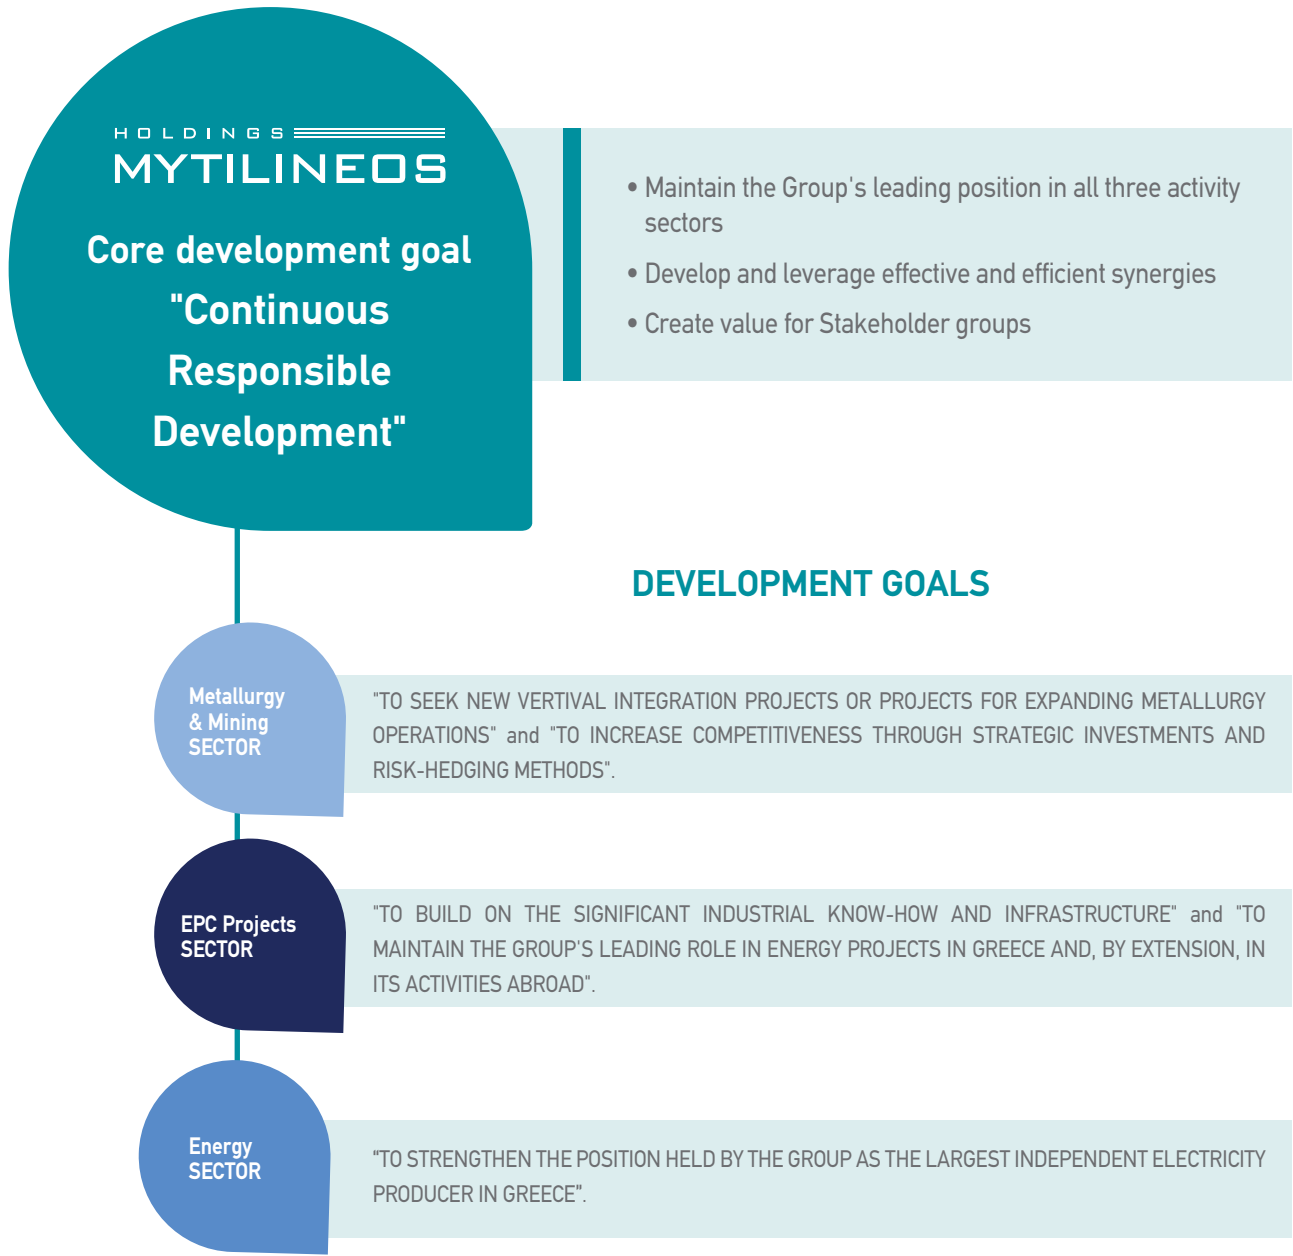 HOLDINGS
MYTILINEOS
Core development goal
"Continuous
Responsible
Development"
• Maintain the Group's leading position in all three activity
sectors
• Develop and leverage effective and efficient synergies
• Create value for Stakeholder groups
DEVELOPMENT GOALS
Metallurgy
& Mining
SECTOR
"TO SEEK NEW VERTIVAL INTEGRATION PROJECTS OR PROJECTS FOR EXPANDING METALLURGY
OPERATIONS" and "TO INCREASE COMPETITIVENESS THROUGH STRATEGIC INVESTMENTS AND
RISK-HEDGING METHODS".
EPC Projects
SECTOR
"TO BUILD ON THE SIGNIFICANT INDUSTRIAL KNOW-HOW AND INFRASTRUCTURE" and "TO
MAINTAIN THE GROUP'S LEADING ROLE IN ENERGY PROJECTS IN GREECE AND, BY EXTENSION, IN
ITS ACTIVITIES ABROAD".
Energy
SECTOR
"TO STRENGTHEN THE POSITION HELD BY THE GROUP AS THE LARGEST INDEPENDENT ELECTRICITY
PRODUCER IN GREECE".